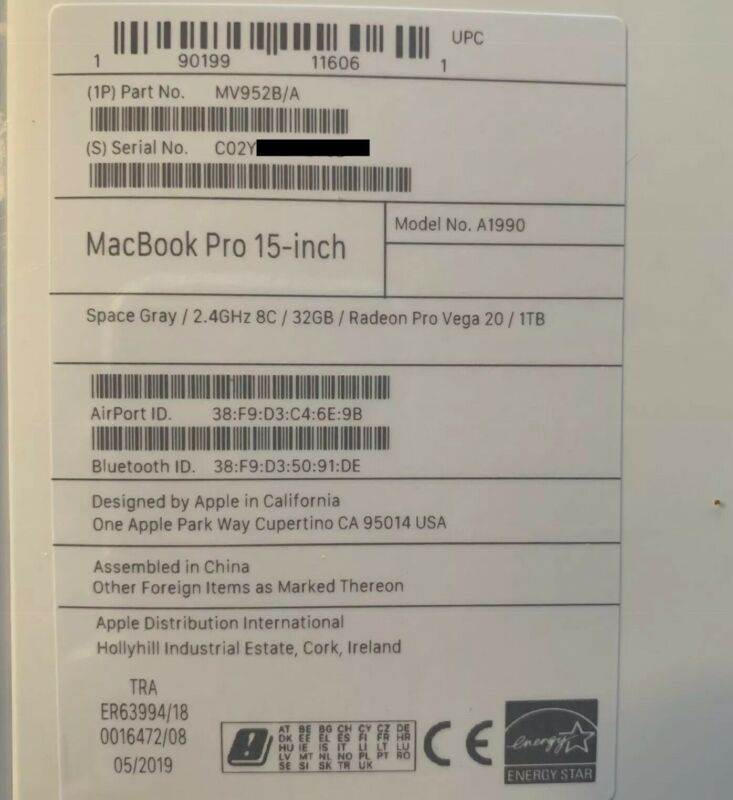 UPC
1 90199 11606 1
(1P) Part No. MV952B/A
(S) Serial No. C02Y
MacBook Pro 15-inch
Model No. A1990
Space Gray / 2.4GHz 8C / 32GB / Radeon Pro Vega 20 / 1TB
AirPort ID. 38:F9:D3:C4:6E:9B
Bluetooth ID. 38:F9:D3:50:91:DE
Designed by Apple in California
One Apple Park Way Cupertino CA 95014 USA
Assembled in China
Other Foreign Items as Marked Thereon
Apple Distribution International
Hollyhill Industrial Estate, Cork, Ireland
TRA
ER63994/18
0016472/08
05/2019
AT BE BG CH CY CZ DE
DK EE EL ES FI FR HR
HU IE IS IT LI LT LU
LV MT NL NO PL PT RO
SE SI SK TR UK
CE
energy
ENERGY STAR